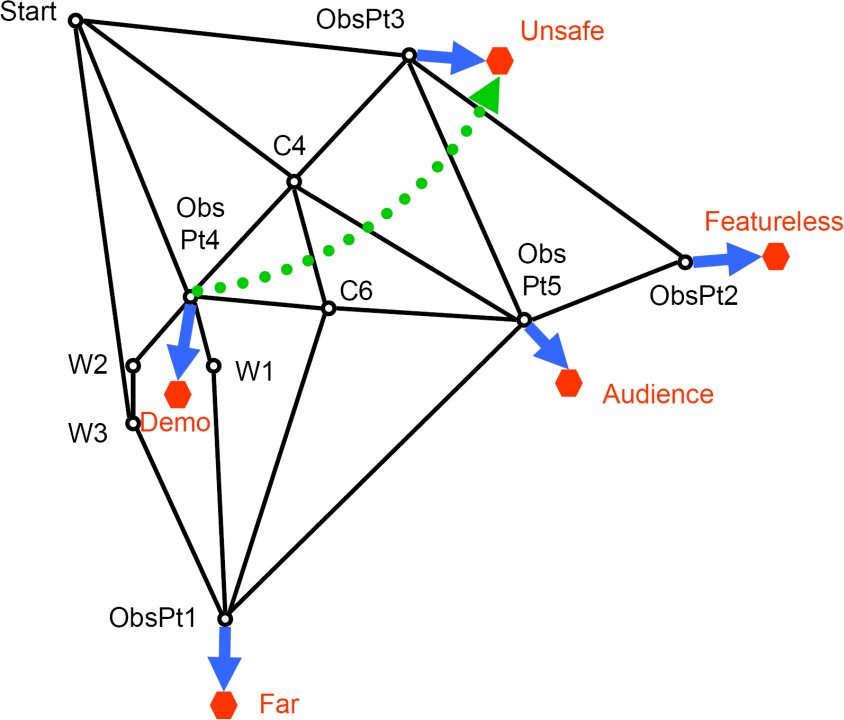 Start
ObsPt3
Unsafe
C4
Obs
Pt4
Featureless
Obs
Pt5
C6
ObsPt2
W2
W1
Demo
Audience
W3
ObsPt1
Far